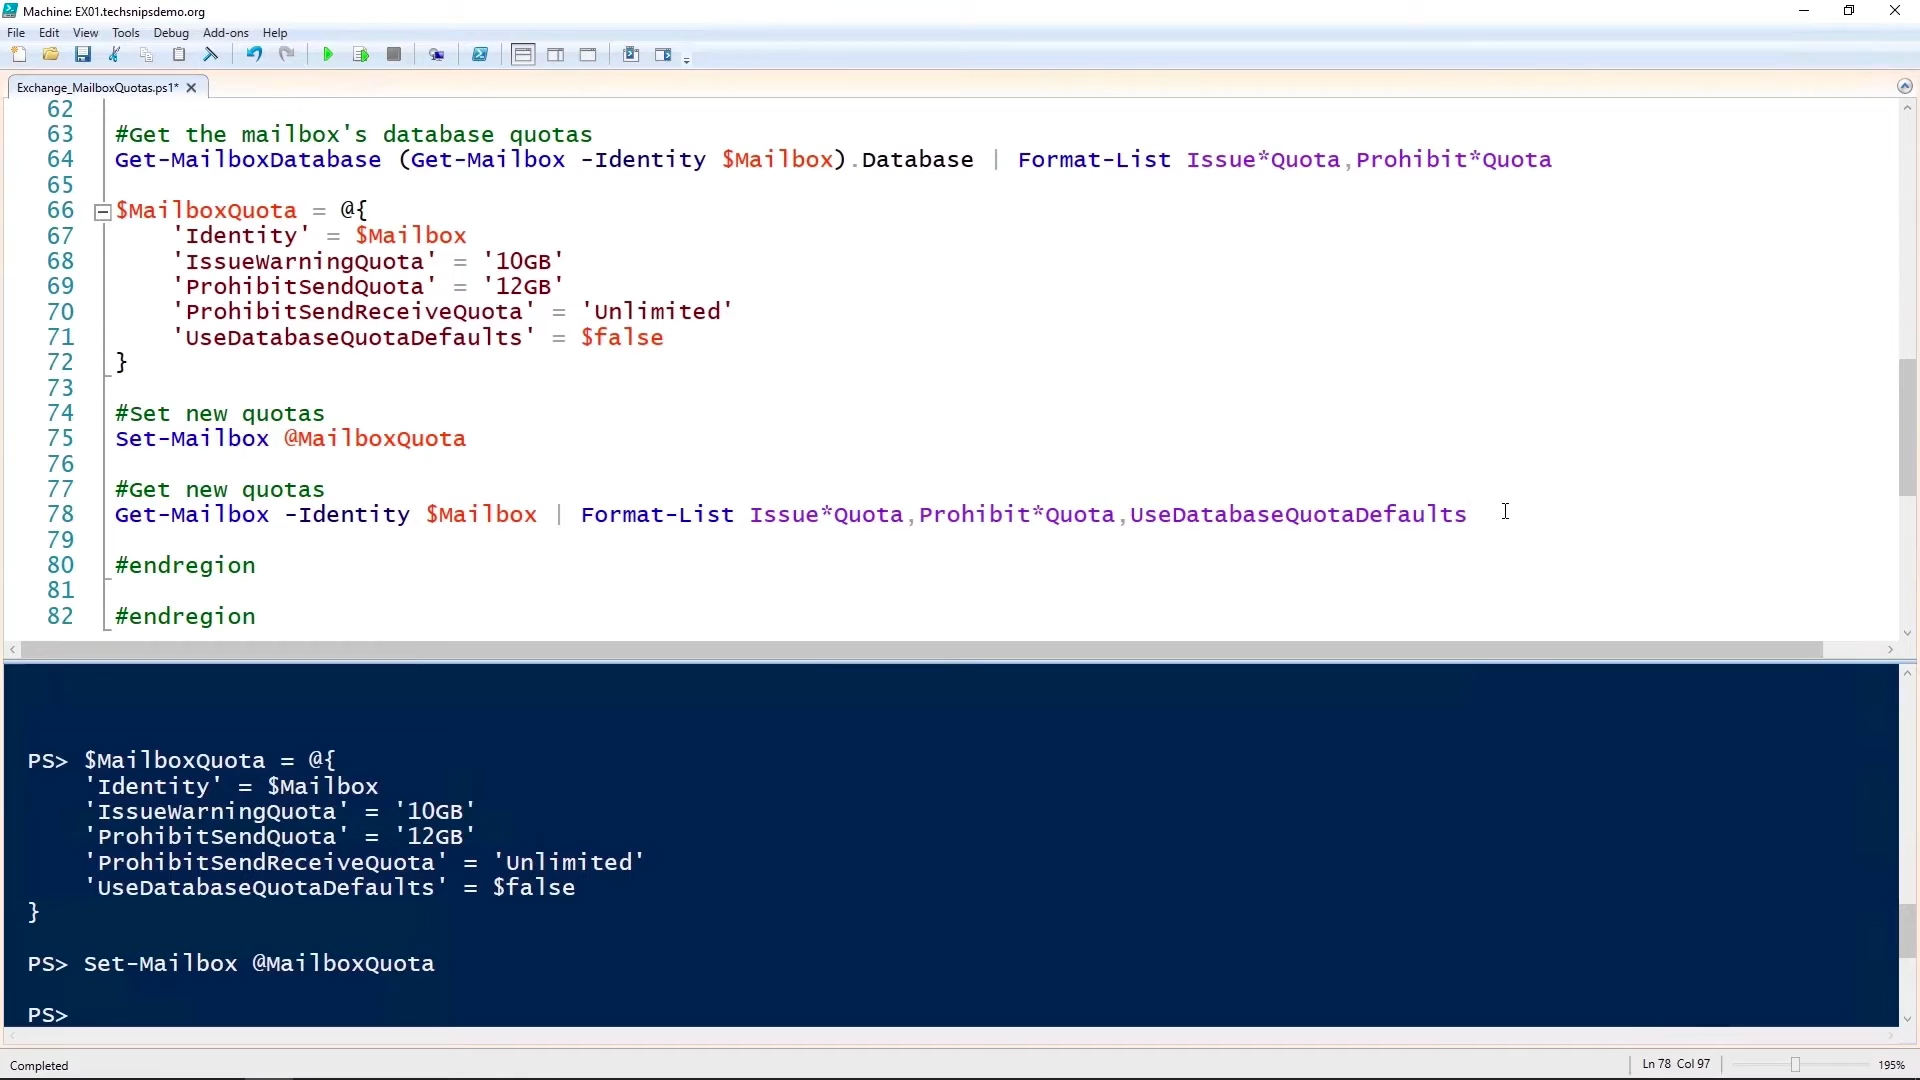 Machine: EX01.techsnipsdemo.org
File Edit View Tools Debug Add-ons Help
Exchange_MailboxQuotas.ps1*
62
63 #Get the mailbox's database quotas
64 Get-MailboxDatabase (Get-Mailbox -Identity $Mailbox).Database | Format-List Issue*Quota,Prohibit*Quota
65
66 $MailboxQuota = @{
67 'Identity' = $Mailbox
68 'IssueWarningQuota' = '10GB'
69 'ProhibitSendQuota' = '12GB'
70 'ProhibitSendReceiveQuota' = 'Unlimited'
71 'UseDatabaseQuotaDefaults' = $false
72 }
73
74 #Set new quotas
75 Set-Mailbox @MailboxQuota
76
77 #Get new quotas
78 Get-Mailbox -Identity $Mailbox | Format-List Issue*Quota,Prohibit*Quota,UseDatabaseQuotaDefaults
79
80 #endregion
81
82 #endregion
PS> $MailboxQuota = @{
'Identity' = $Mailbox
'IssueWarningQuota' = '10GB'
'ProhibitSendQuota' = '12GB'
'ProhibitSendReceiveQuota' = 'Unlimited'
'UseDatabaseQuotaDefaults' = $false
}
PS> Set-Mailbox @MailboxQuota
PS>
Completed
Ln 78 Col 97
195%